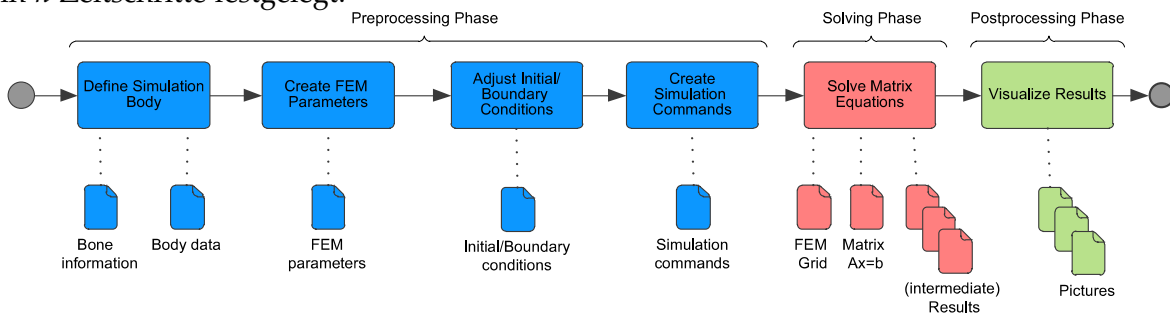 Zeitschritte festgelegt.
Preprocessing Phase
Solving Phase
Postprocessing Phase
Define Simulation
Body
Create FEM
Parameters
Adjust Initial/
Boundary
Conditions
Create
Simulation
Commands
Solve Matrix
Equations
Visualize Results
Bone
information
Body data
FEM
parameters
Initial/Boundary
conditions
Simulation
commands
FEM
Grid
Matrix
Ax=b
(intermediate)
Results
Pictures